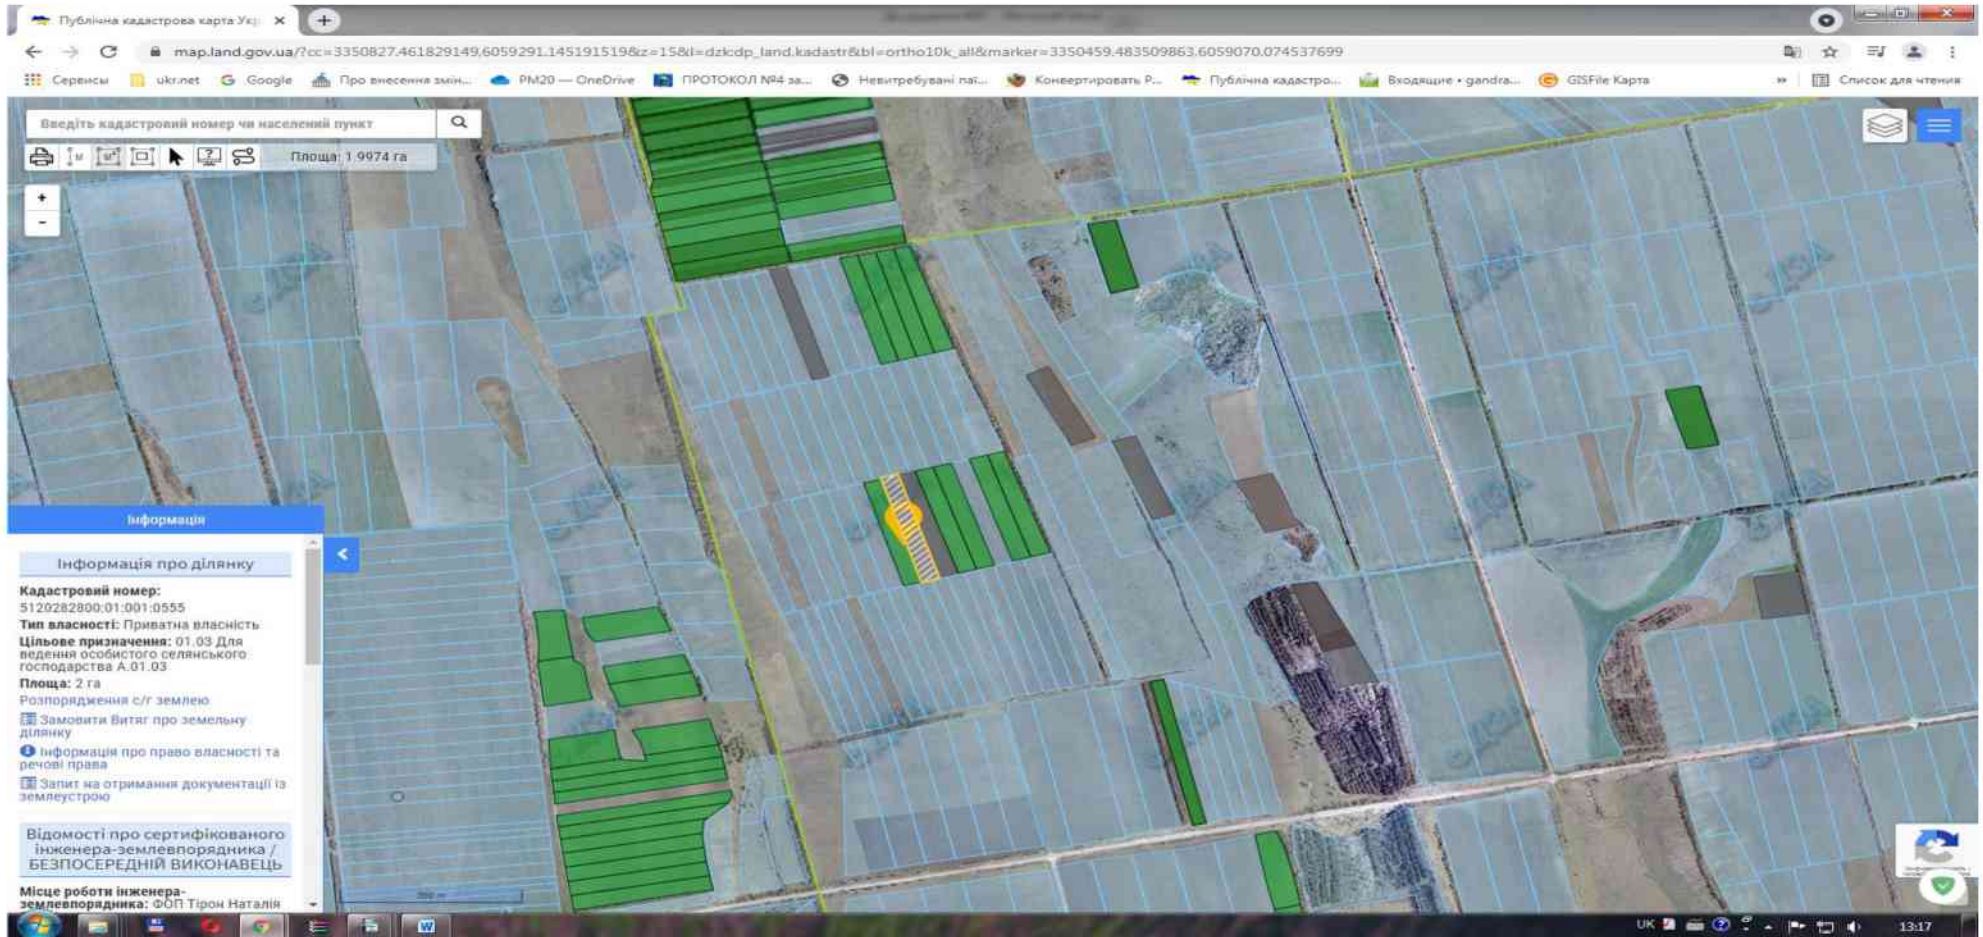 Публічна кадастрова карта Укр
map.land.gov.ua/?cc=3350827.461829149,6059291.145191519&z=15&l=dzk:dp_land.kadastr&bl=ortho10k_all&marker=3350459.483509863,6059070.074537699
Сервисы
ukr.net
Google
Про внесення змін...
PM20 — OneDrive
ПРОТОКОЛ №4 за...
Невитребувані паї...
Конвертировать P...
Публічна кадастро...
Входящие • gandra...
GISFile Карта
»
Список для чтения
Введіть кадастровий номер чи населений пункт
Площа: 1.9974 га
+
-
Інформація
Інформація про ділянку
Кадастровий номер:
5120282800:01:001:0555
Тип власності: Приватна власність
Цільове призначення: 01.03 Для
ведення особистого селянського
господарства А.01.03
Площа: 2 га
Розпорядження с/г землею
Замовити Витяг про земельну
ділянку
Інформація про право власності та
речові права
Запит на отримання документації із
землеустрою
Відомості про сертифікованого
інженера-землевпорядника /
БЕЗПОСЕРЕДНІЙ ВИКОНАВЕЦЬ
Місце роботи інженера-
землевпорядника: ФОП Тірон Наталія
UK
13:17